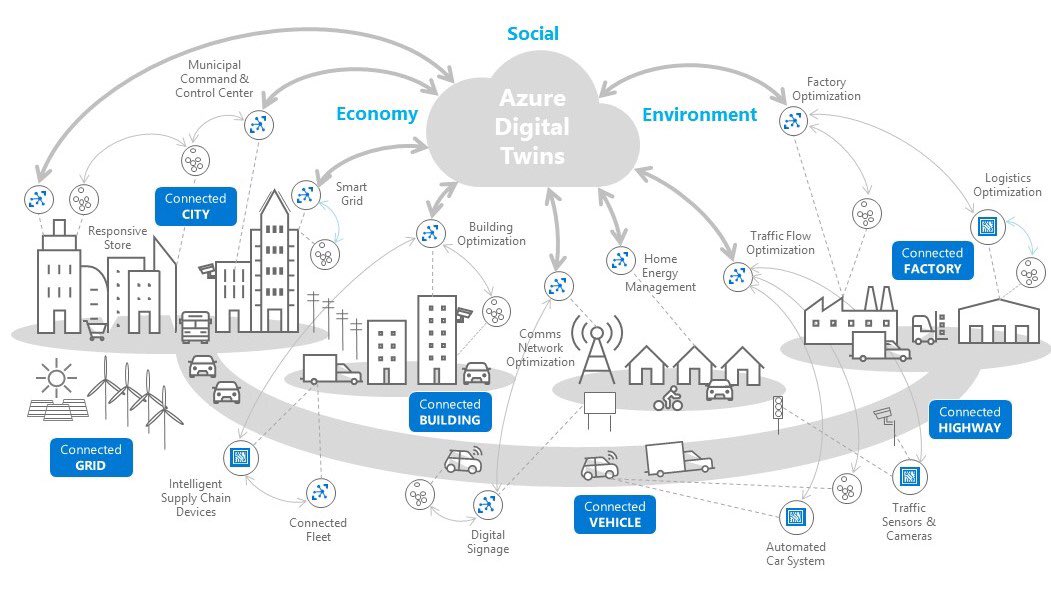 Social
Municipal
Command &
Control Center
Economy
Azure
Digital
Twins
Environment
Factory
Optimization
Connected
CITY
Smart
Grid
Logistics
Optimization
Responsive
Store
Building
Optimization
Traffic Flow
Optimization
Home
Energy
Management
Connected
FACTORY
Comms
Network
Optimization
Connected
BUILDING
Connected
HIGHWAY
Connected
GRID
Intelligent
Supply Chain
Devices
Connected
Fleet
Digital
Signage
Connected
VEHICLE
Automated
Car System
Traffic
Sensors &
Cameras